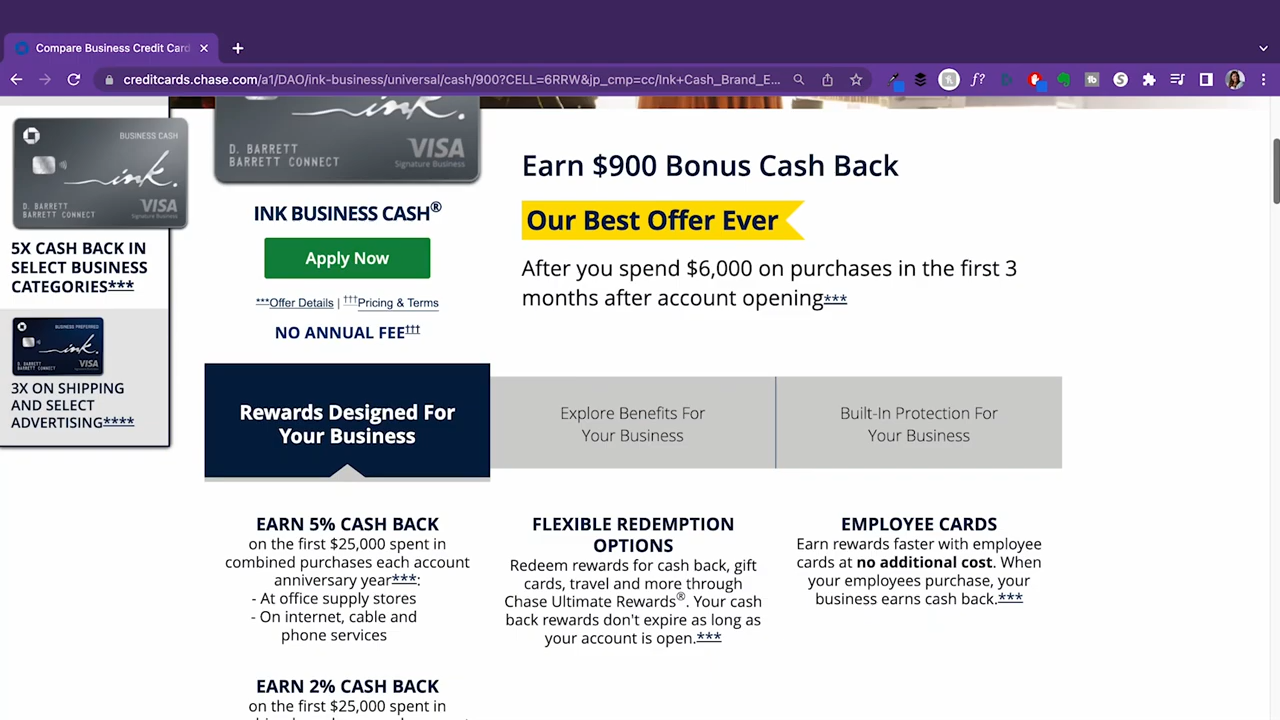 Compare Business Credit Card
creditcards.chase.com/a1/DAO/ink-business/universal/cash/900?CELL=6RRW&jp_cmp=cc/Ink+Cash_Brand_E...
BUSINESS CASH
ink.
D. BARRETT
BARRETT CONNECT
VISA
Signature Business
5X CASH BACK IN
SELECT BUSINESS
CATEGORIES***
BUSINESS PREFERRED
ink.
D. BARRETT
BARRETT CONNECT
VISA
3X ON SHIPPING
AND SELECT
ADVERTISING****
ink.
D. BARRETT
BARRETT CONNECT
VISA
Signature Business
INK BUSINESS CASH®
Apply Now
***Offer Details | †††Pricing & Terms
NO ANNUAL FEE†††
Earn $900 Bonus Cash Back
Our Best Offer Ever
After you spend $6,000 on purchases in the first 3
months after account opening***
Rewards Designed For
Your Business
Explore Benefits For
Your Business
Built-In Protection For
Your Business
EARN 5% CASH BACK
on the first $25,000 spent in
combined purchases each account
anniversary year***:
- At office supply stores
- On internet, cable and
phone services
EARN 2% CASH BACK
on the first $25,000 spent in
FLEXIBLE REDEMPTION
OPTIONS
Redeem rewards for cash back, gift
cards, travel and more through
Chase Ultimate Rewards®. Your cash
back rewards don't expire as long as
your account is open.***
EMPLOYEE CARDS
Earn rewards faster with employee
cards at no additional cost. When
your employees purchase, your
business earns cash back.***